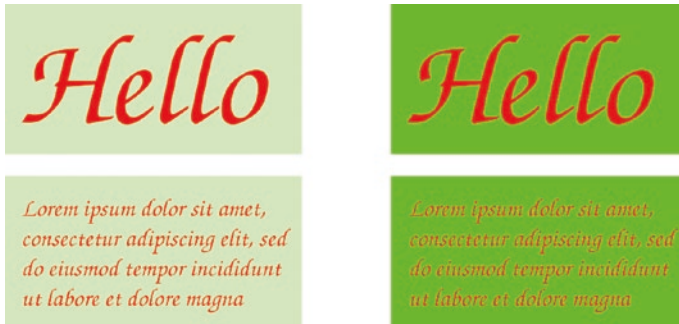 Hello
Hello
Lorem ipsum dolor sit amet,
consectetur adipiscing elit, sed
do eiusmod tempor incididunt
ut labore et dolore magna
Lorem ipsum dolor sit amet,
consectetur adipiscing elit, sed
do eiusmod tempor incididunt
ut labore et dolore magna